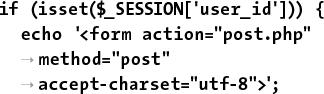 if (isset($_SESSION['user_id'])) {
echo '<form action="post.php"
→ method="post"
→ accept-charset="utf-8">';